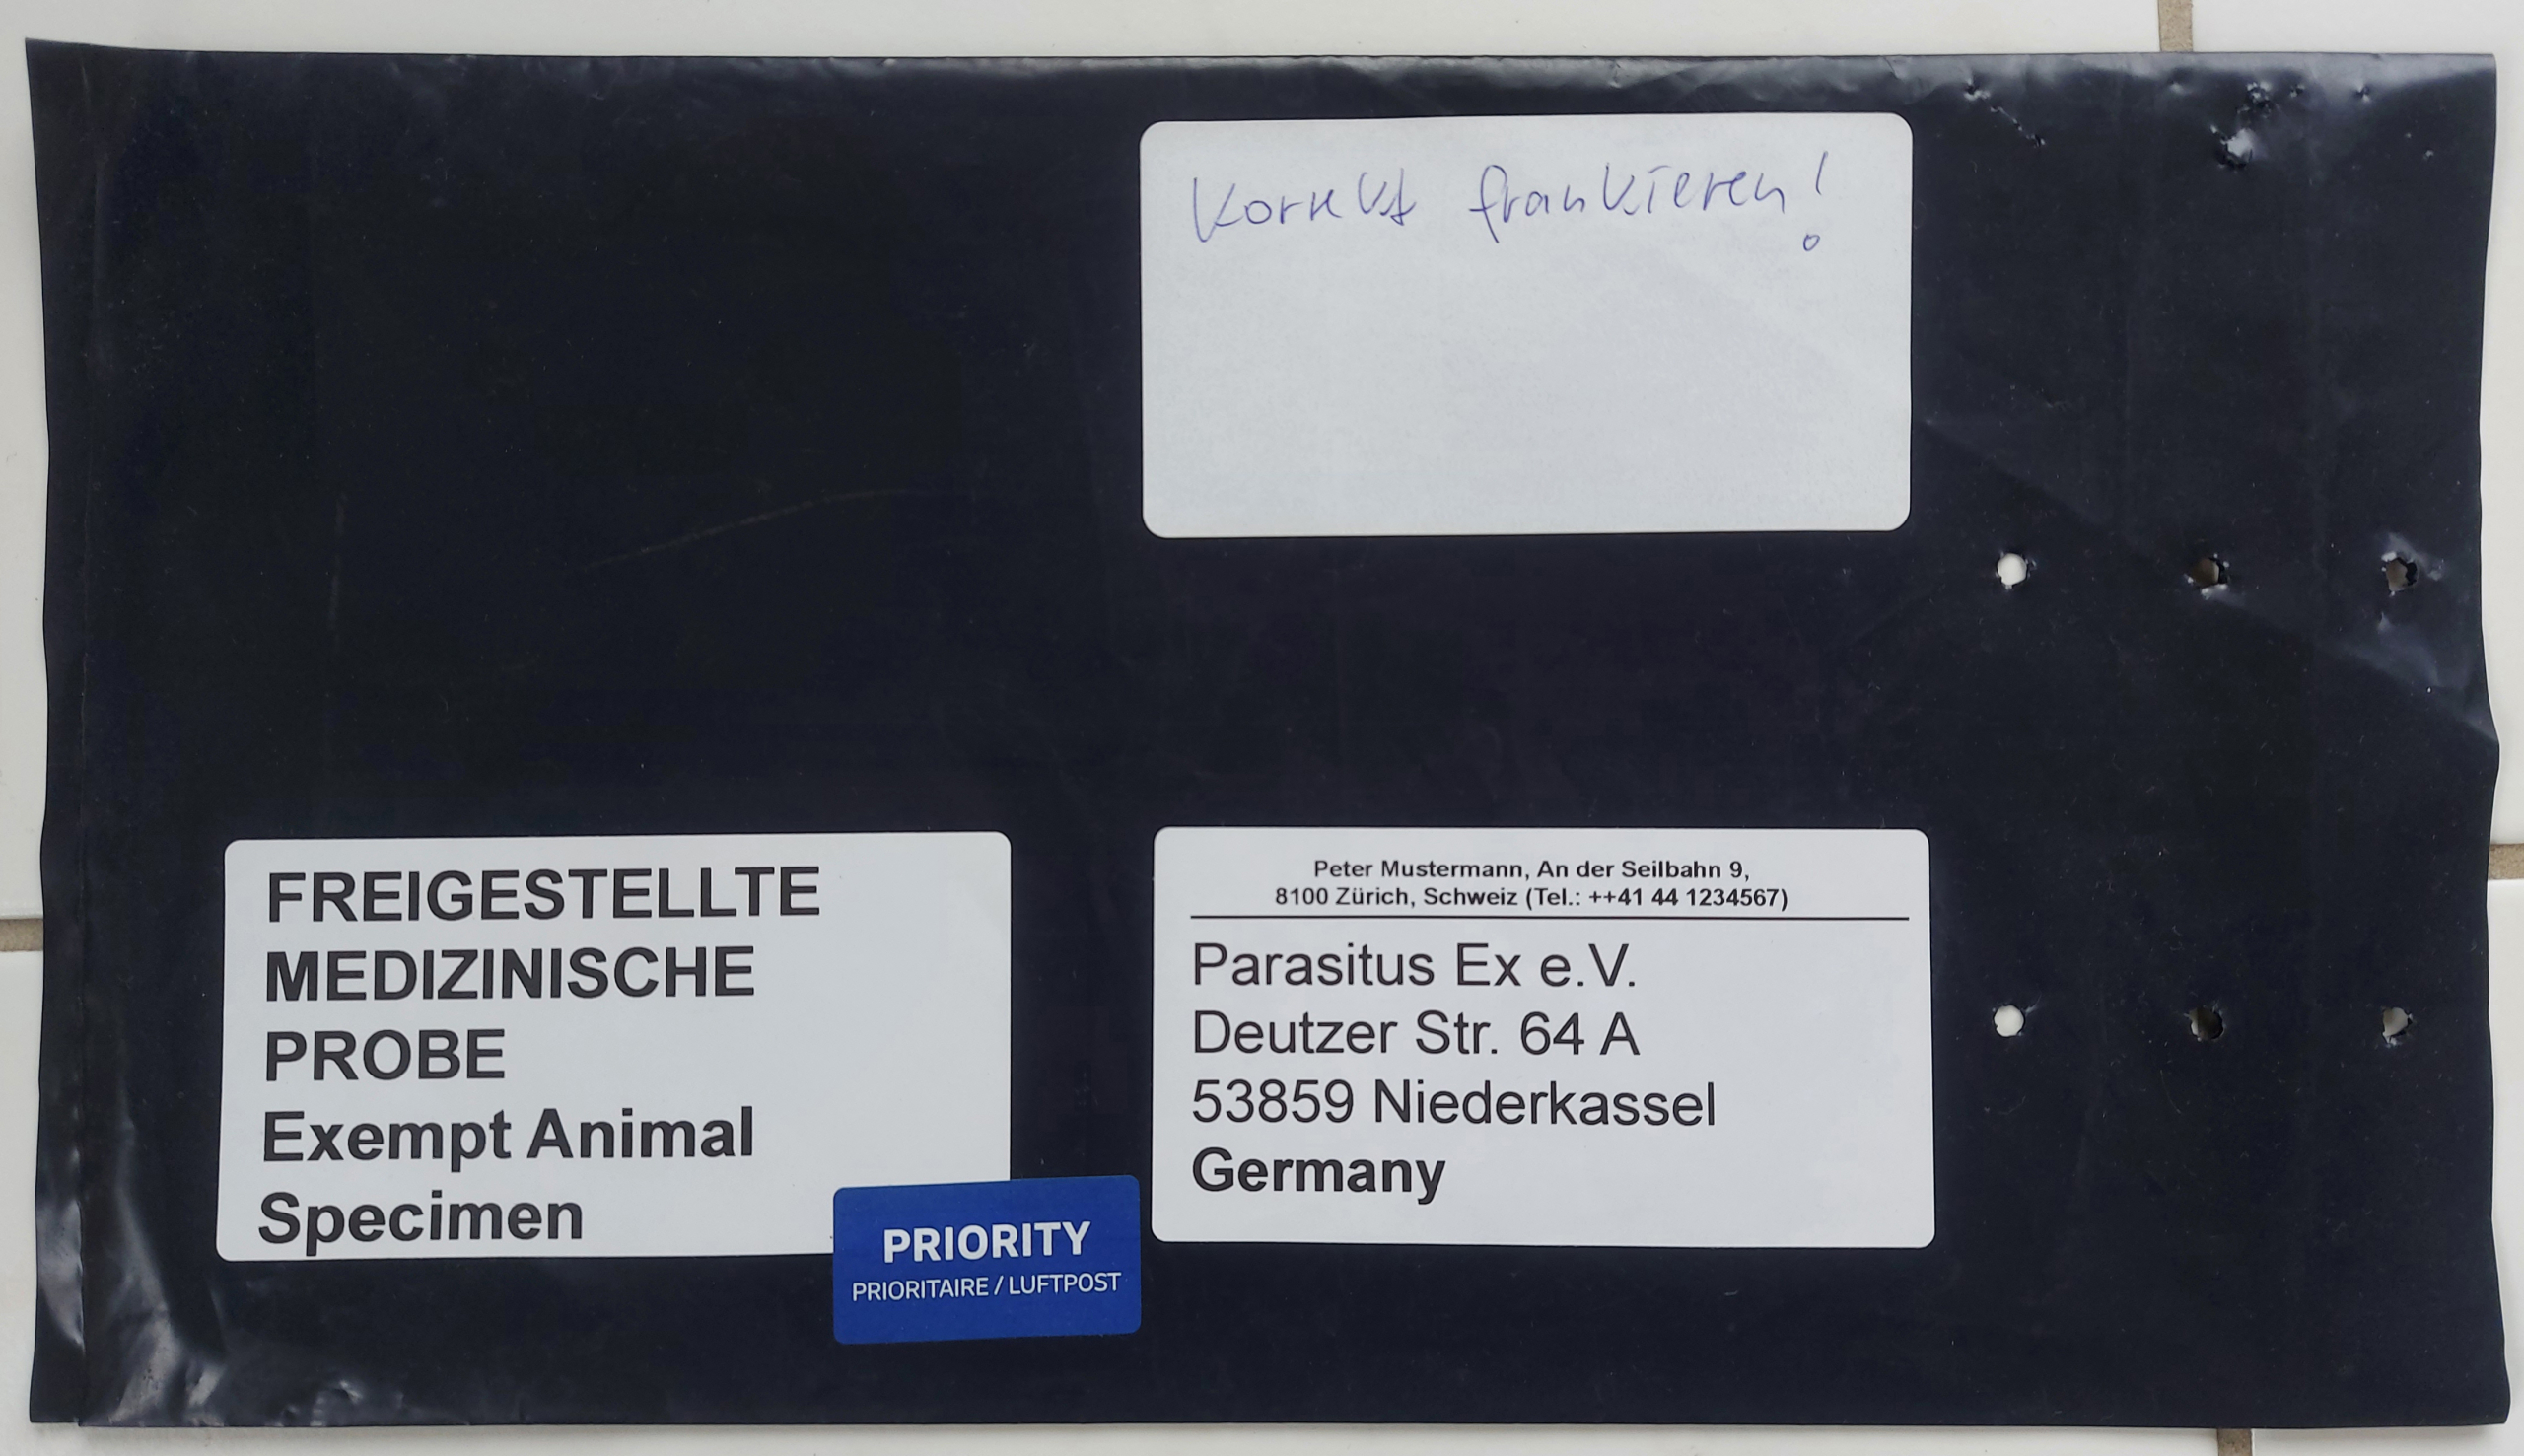 Korrekt frankieren!
FREIGESTELLTE
MEDIZINISCHE
PROBE
Exempt Animal
Specimen
PRIORITY
PRIORITAIRE / LUFTPOST
Peter Mustermann, An der Seilbahn 9,
8100 Zürich, Schweiz (Tel.: ++41 44 1234567)
Parasitus Ex e.V.
Deutzer Str. 64 A
53859 Niederkassel
Germany